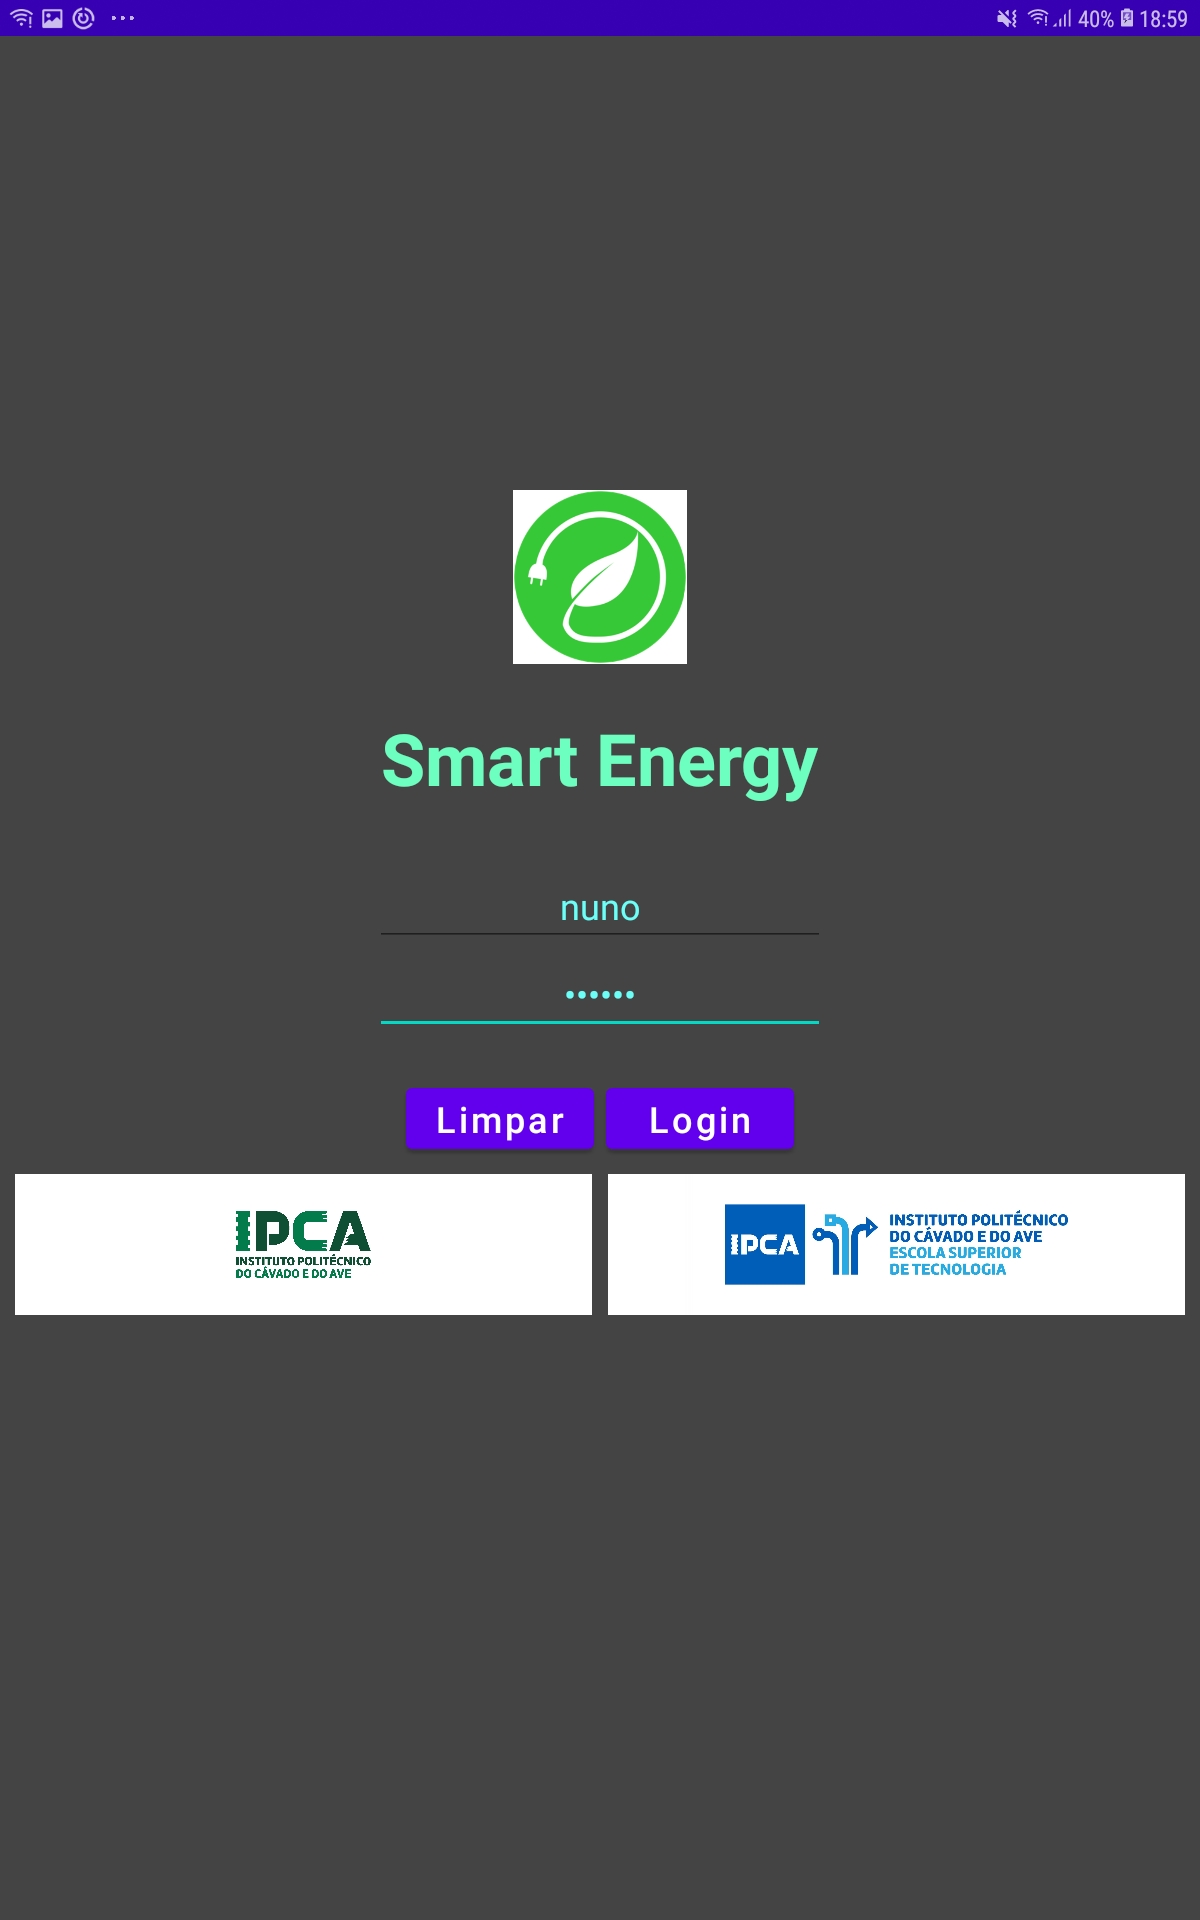 40% 18:59
Smart Energy
nuno
••••••
Limpar Login
IPCA
INSTITUTO POLITÉCNICO
DO CÁVADO E DO AVE
IPCA
INSTITUTO POLITÉCNICO
DO CÁVADO E DO AVE
ESCOLA SUPERIOR
DE TECNOLOGIA